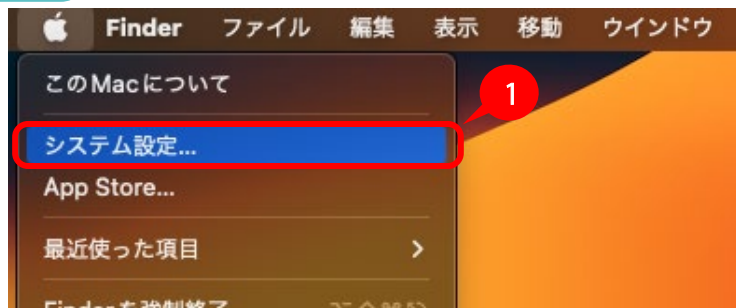 Finder ファイル 編集 表示 移動 ウインドウ
このMacについて
1
システム設定...
App Store...
最近使った項目